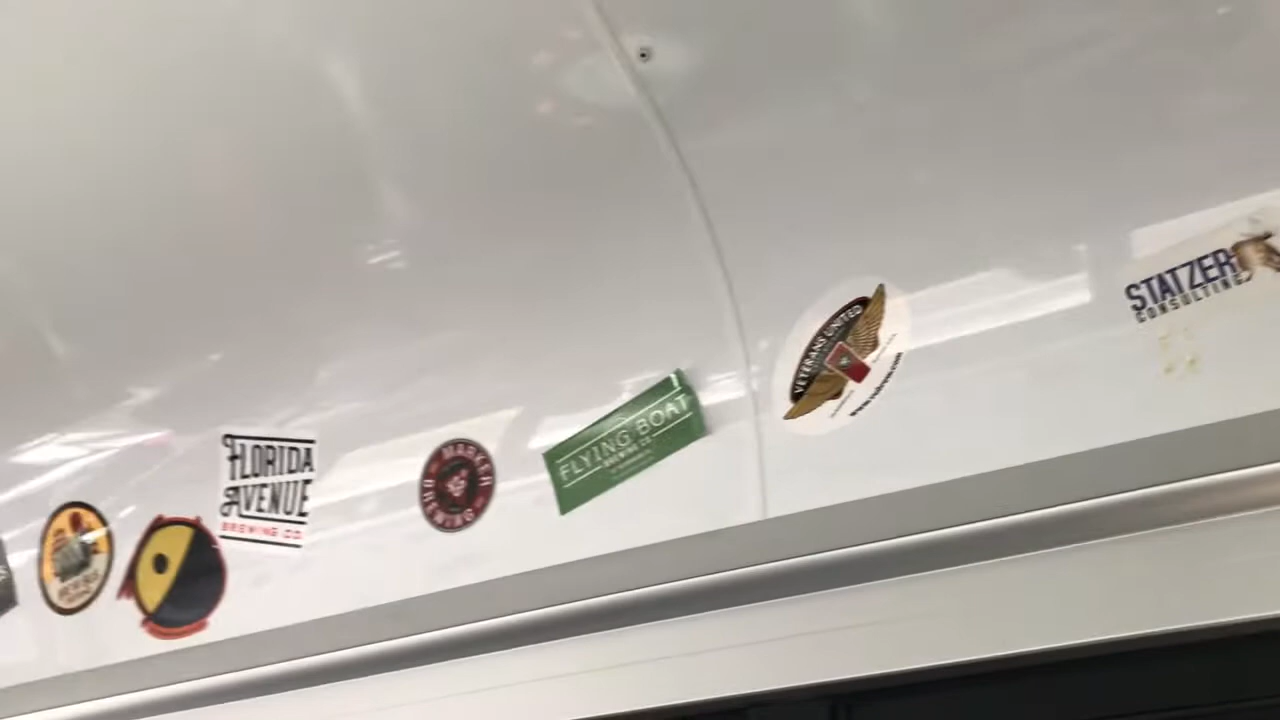 FLORIDA
AVENUE
BREWING CO.
MARKER
BREWING
FLYING BOAT
BREWING CO
VETERANS UNITED
STATZER
CONSULTING